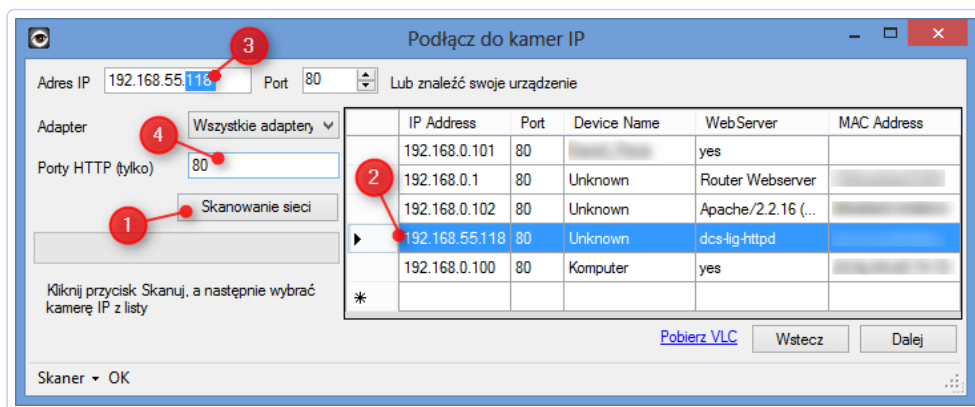 Podłącz do kamer IP
3
Adres IP 192.168.55.118 Port 80 Lub znaleźć swoje urządzenie
Adapter Wszystkie adaptery
4
Porty HTTP (tylko) 80
1
Skanowanie sieci
Kliknij przycisk Skanuj, a następnie wybrać
kamerę IP z listy
2
IP Address Port Device Name WebServer MAC Address
192.168.0.101 80 yes
192.168.0.1 80 Unknown Router Webserver
192.168.0.102 80 Unknown Apache/2.2.16 (...
192.168.55.118 80 Unknown dcs-lig-httpd
192.168.0.100 80 Komputer yes
Pobierz VLC Wstecz Dalej
Skaner OK